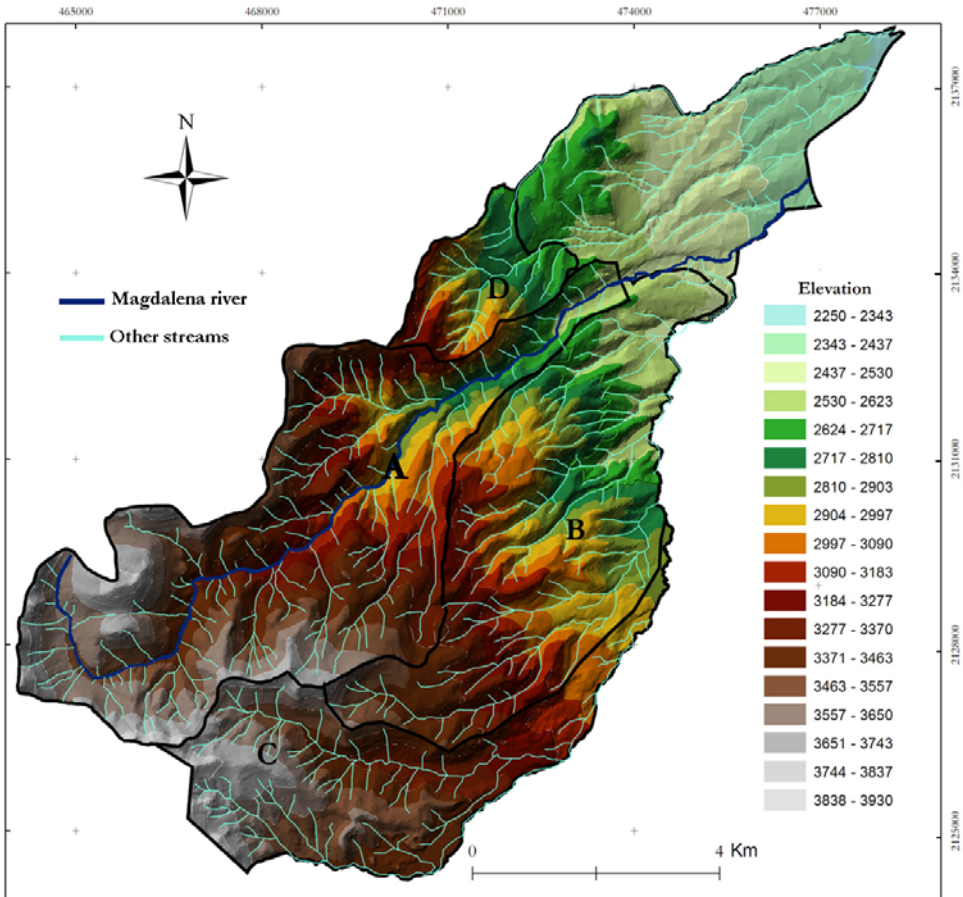 465000 468000 471000 474000 477000
2137000
N
2134000
D
Magdalena river
Other streams
Elevation
2250 - 2343
2343 - 2437
2437 - 2530
2530 - 2623
2624 - 2717
2717 - 2810
2810 - 2903
2904 - 2997
2997 - 3090
3090 - 3183
3184 - 3277
3277 - 3370
3371 - 3463
3463 - 3557
3557 - 3650
3651 - 3743
3744 - 3837
3838 - 3930
2131000
A
B
2128000
C
2125000
0 4 Km